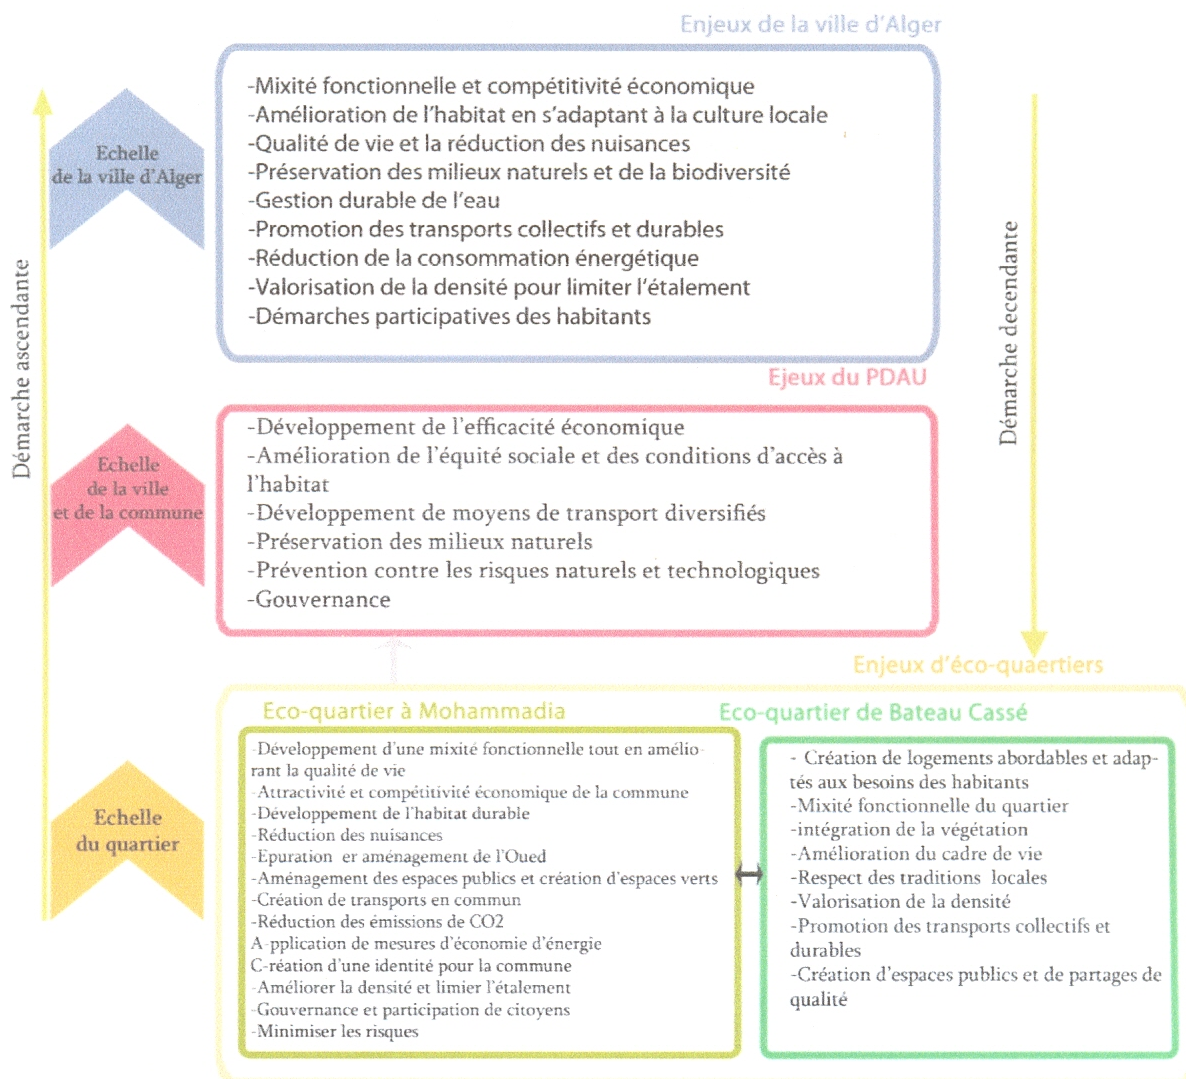 Enjeux de la ville d'Alger
-Mixité fonctionnelle et compétitivité économique
-Amélioration de l'habitat en s'adaptant à la culture locale
-Qualité de vie et la réduction des nuisances
-Préservation des milieux naturels et de la biodiversité
-Gestion durable de l'eau
-Promotion des transports collectifs et durables
-Réduction de la consommation énergétique
-Valorisation de la densité pour limiter l'étalement
-Démarches participatives des habitants
Echelle
de la ville d'Alger
Démarche ascendante
Démarche decendante
Ejeux du PDAU
-Développement de l'efficacité économique
-Amélioration de l'équité sociale et des conditions d'accès à
l'habitat
-Développement de moyens de transport diversifiés
-Préservation des milieux naturels
-Prévention contre les risques naturels et technologiques
-Gouvernance
Echelle
de la ville
et de la commune
Enjeux d'éco-quaertiers
Eco-quartier à Mohammadia
-Développement d'une mixité fonctionnelle tout en amélio-
rant la qualité de vie
-Attractivité et compétitivité économique de la commune
-Développement de l'habitat durable
-Réduction des nuisances
-Epuration er aménagement de l'Oued
-Aménagement des espaces publics et création d'espaces verts
-Création de transports en commun
-Réduction des émissions de CO2
A-pplication de mesures d'économie d'énergie
C-réation d'une identité pour la commune
-Améliorer la densité et limier l'étalement
-Gouvernance et participation de citoyens
-Minimiser les risques
Eco-quartier de Bateau Cassé
- Création de logements abordables et adap-
tés aux besoins des habitants
-Mixité fonctionnelle du quartier
-intégration de la végétation
-Amélioration du cadre de vie
-Respect des traditions locales
-Valorisation de la densité
-Promotion des transports collectifs et
durables
-Création d'espaces publics et de partages de
qualité
Echelle
du quartier